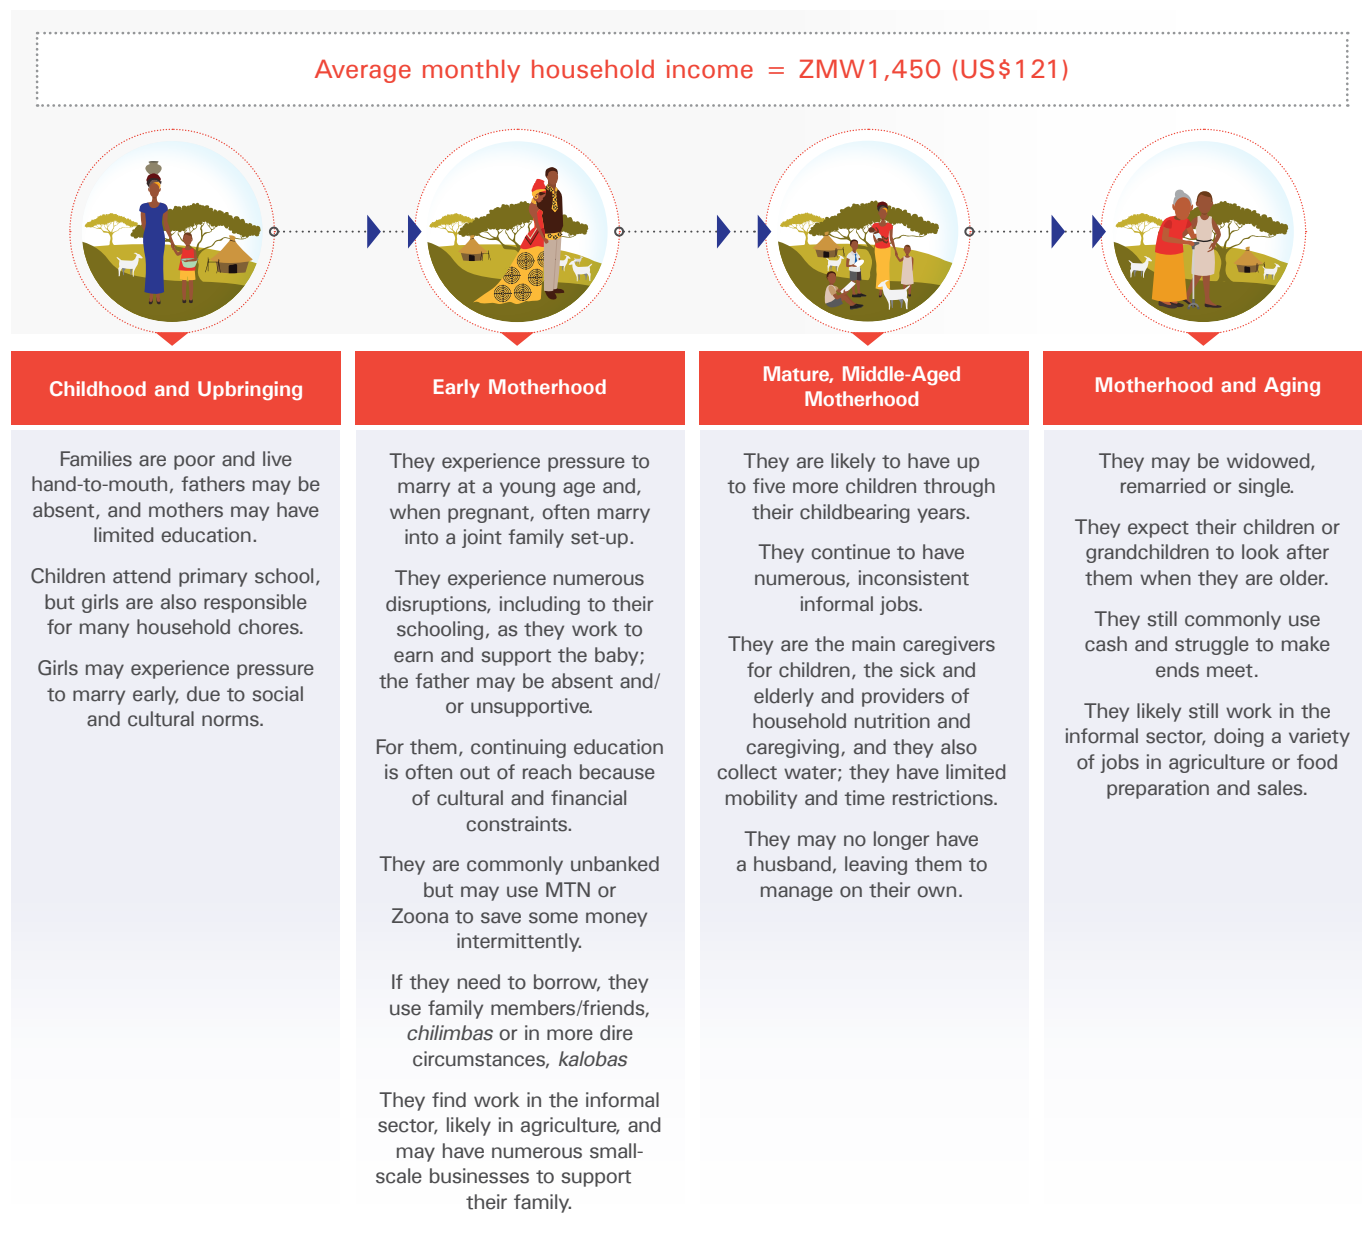 Average monthly household income = ZMW1,450 (US$121)
Childhood and Upbringing
Families are poor and live
hand-to-mouth, fathers may be
absent, and mothers may have
limited education.
Children attend primary school,
but girls are also responsible
for many household chores.
Girls may experience pressure
to marry early, due to social
and cultural norms.
Early Motherhood
They experience pressure to
marry at a young age and,
when pregnant, often marry
into a joint family set-up.
They experience numerous
disruptions, including to their
schooling, as they work to
earn and support the baby;
the father may be absent and/
or unsupportive.
For them, continuing education
is often out of reach because
of cultural and financial
constraints.
They are commonly unbanked
but may use MTN or
Zoona to save some money
intermittently.
If they need to borrow, they
use family members/friends,
chilimbas or in more dire
circumstances, kalobas
They find work in the informal
sector, likely in agriculture, and
may have numerous small-
scale businesses to support
their family.
Mature, Middle-Aged
Motherhood
They are likely to have up
to five more children through
their childbearing years.
They continue to have
numerous, inconsistent
informal jobs.
They are the main caregivers
for children, the sick and
elderly and providers of
household nutrition and
caregiving, and they also
collect water; they have limited
mobility and time restrictions.
They may no longer have
a husband, leaving them to
manage on their own.
Motherhood and Aging
They may be widowed,
remarried or single.
They expect their children or
grandchildren to look after
them when they are older.
They still commonly use
cash and struggle to make
ends meet.
They likely still work in the
informal sector, doing a variety
of jobs in agriculture or food
preparation and sales.